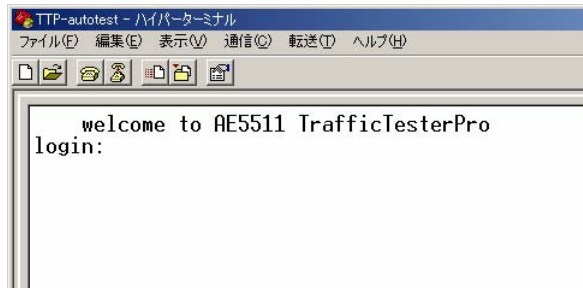 TTP-autotest - ハイパーターミナル
ファイル(F) 編集(E) 表示(V) 通信(C) 転送(T) ヘルプ(H)
welcome to AE5511 TrafficTesterPro
login: